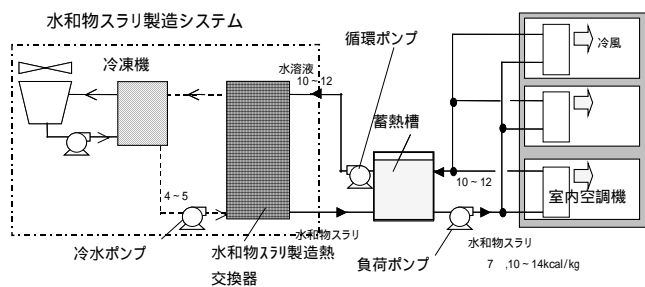 水和物スラリ製造システム
冷凍機
水溶液
10～12
循環ポンプ
蓄熱槽
冷風
4～5
10～12
室内空調機
冷水ポンプ
水和物スラリ製造熱
交換器
水和物スラリ
負荷ポンプ
水和物スラリ
7 ,10～14kcal/kg